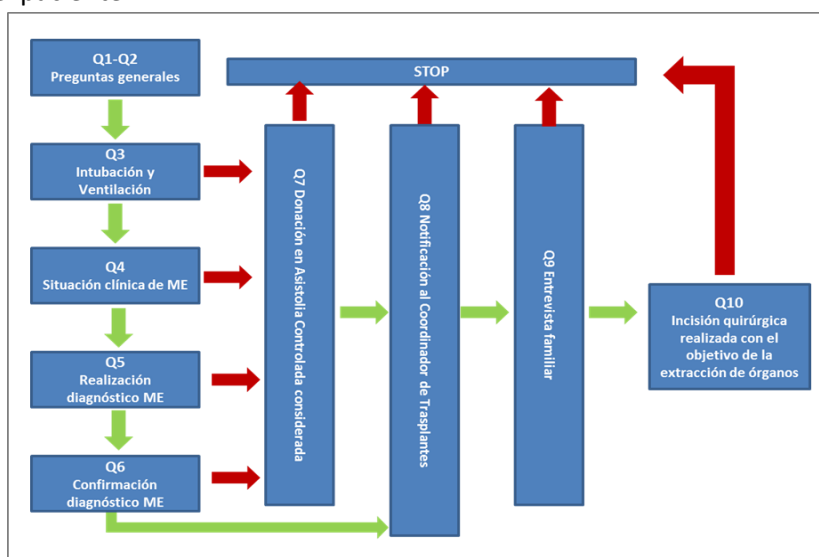 Q1-Q2
Preguntas generales
STOP
Q3
Intubación y
Ventilación
Q4
Situación clínica de ME
Q5
Realización
diagnóstico ME
Q6
Confirmación
diagnóstico ME
Q7 Donación en Asistolia Controlada considerada
Q8 Notificación al Coordinador de Trasplantes
Q9 Entrevista familiar
Q10
Incisión quirúrgica
realizada con el
objetivo de la
extracción de órganos